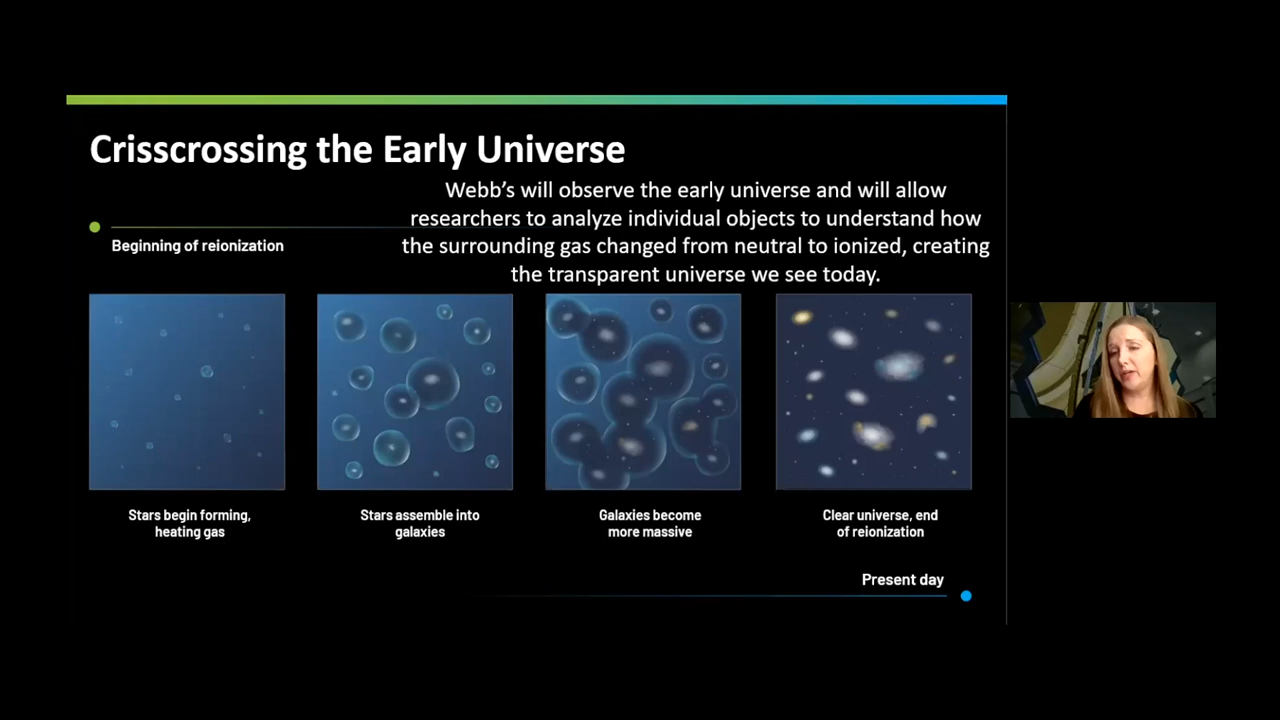 Crisscrossing the Early Universe
Webb's will observe the early universe and will allow
researchers to analyze individual objects to understand how
the surrounding gas changed from neutral to ionized, creating
the transparent universe we see today.
Beginning of reionization
Stars begin forming,
heating gas
Stars assemble into
galaxies
Galaxies become
more massive
Clear universe, end
of reionization
Present day